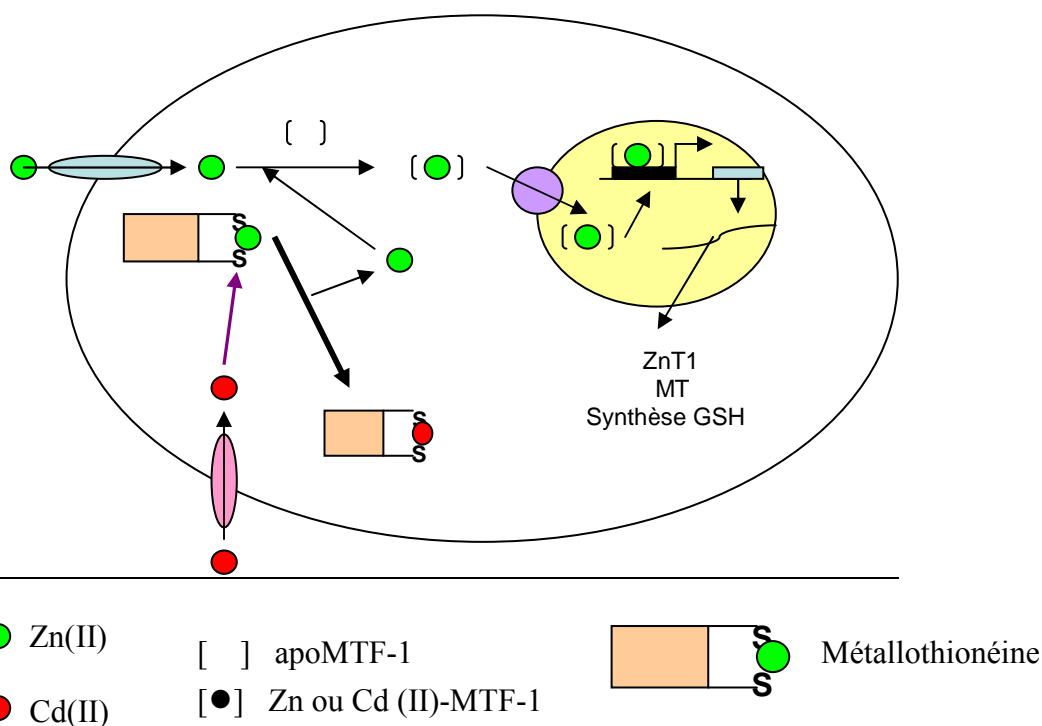 [ ]
[ ]
[ ]
[ ]
S
S
ZnT1
MT
Synthèse GSH
S
S
Zn(II)
[ ] apoMTF-1
S
S
Métallothionéine
Cd(II)
[●] Zn ou Cd (II)-MTF-1